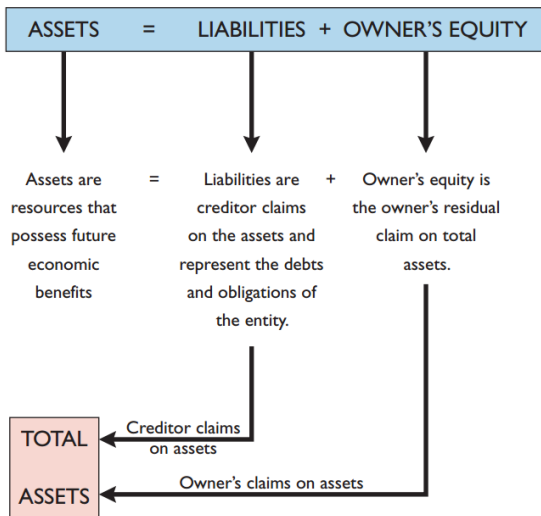 ASSETS = LIABILITIES + OWNER’S EQUITY
Assets are
resources that
possess future
economic
benefits
=
Liabilities are
creditor claims
on the assets and
represent the debts
and obligations of
the entity.
+
Owner’s equity is
the owner’s residual
claim on total
assets.
TOTAL
ASSETS
Creditor claims
on assets
Owner’s claims on assets